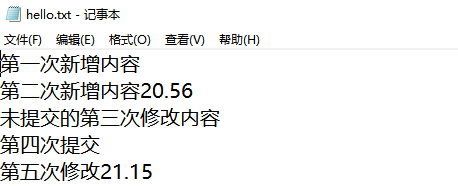 hello.txt - 记事本
文件(F) 编辑(E) 格式(O) 查看(V) 帮助(H)
第一次新增内容
第二次新增内容20.56
未提交的第三次修改内容
第四次提交
第五次修改21.15